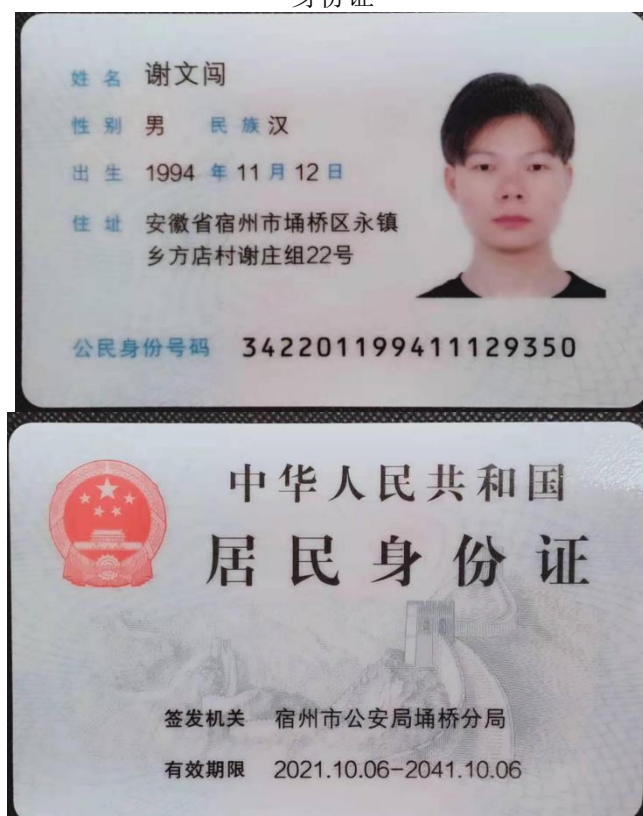 身份证
姓名 谢文闯
性别 男 民族 汉
出生 1994 年 11 月 12 日
住址 安徽省宿州市埇桥区永镇
乡方店村谢庄组22号
公民身份号码 342201199411129350
中华人民共和国
居民身份证
签发机关 宿州市公安局埇桥分局
有效期限 2021.10.06-2041.10.06